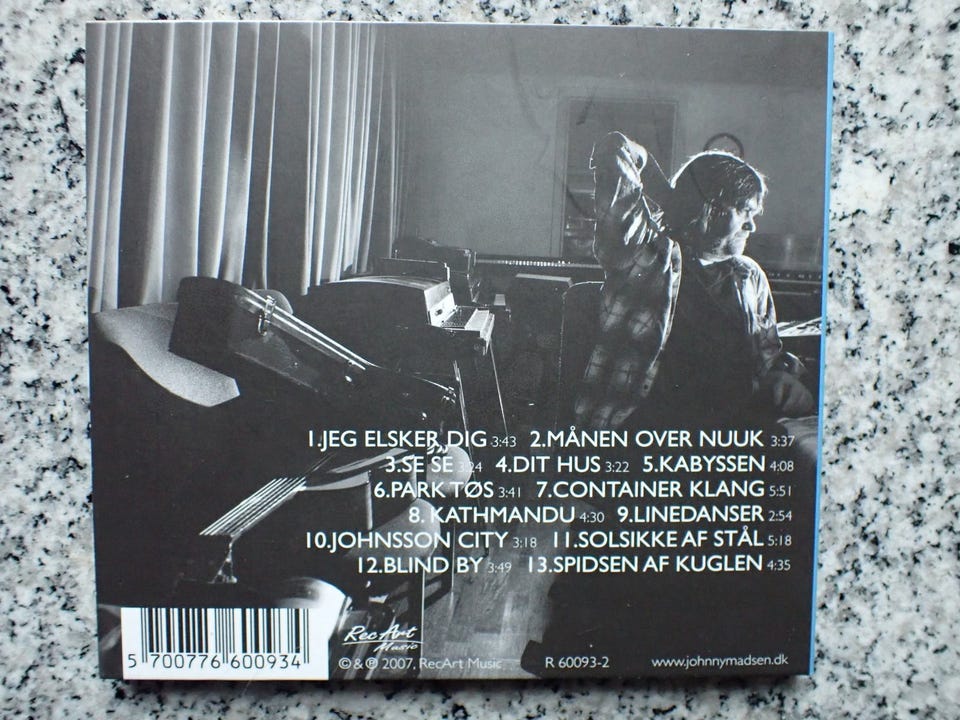 1.JEG ELSKER DIG 3:43 2.MÅNEN OVER NUUK 3:37
3.SE SE 3:24 4.DIT HUS 3:22 5.KABYSSEN 4:08
6.PARK TØS 3:41 7.CONTAINER KLANG 5:51
8. KATHMANDU 4:30 9.LINEDANSER 2:54
10.JOHNSSON CITY 3:18 11.SOLSIKKE AF STÅL 5:18
12.BLIND BY 3:49 13.SPIDSEN AF KUGLEN 4:35
5 700776 600934
RecArt
Music
© & ℗ 2007, RecArt Music R 60093-2 www.johnnymadsen.dk